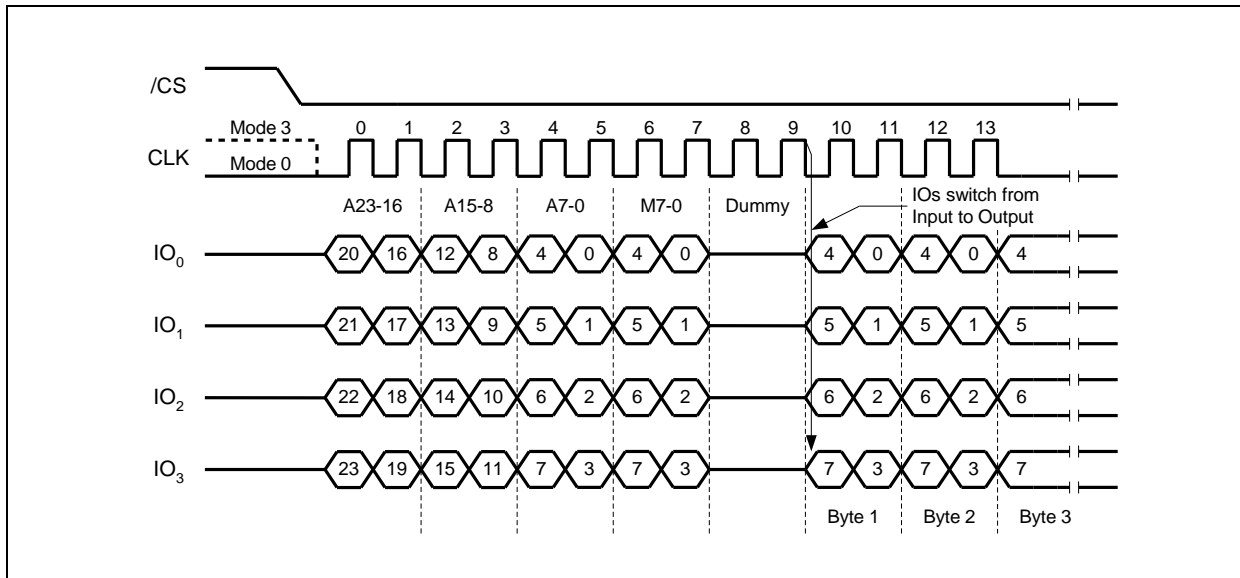 /CS
Mode 3 0 1 2 3 4 5 6 7 8 9 10 11 12 13
CLK
Mode 0
A23-16 A15-8 A7-0 M7-0 Dummy
IOs switch from
Input to Output
IO0 20 16 12 8 4 0 4 0 4 0 4 0 4
IO1 21 17 13 9 5 1 5 1 5 1 5 1 5
IO2 22 18 14 10 6 2 6 2 6 2 6 2 6
IO3 23 19 15 11 7 3 7 3 7 3 7 3 7
Byte 1 Byte 2 Byte 3